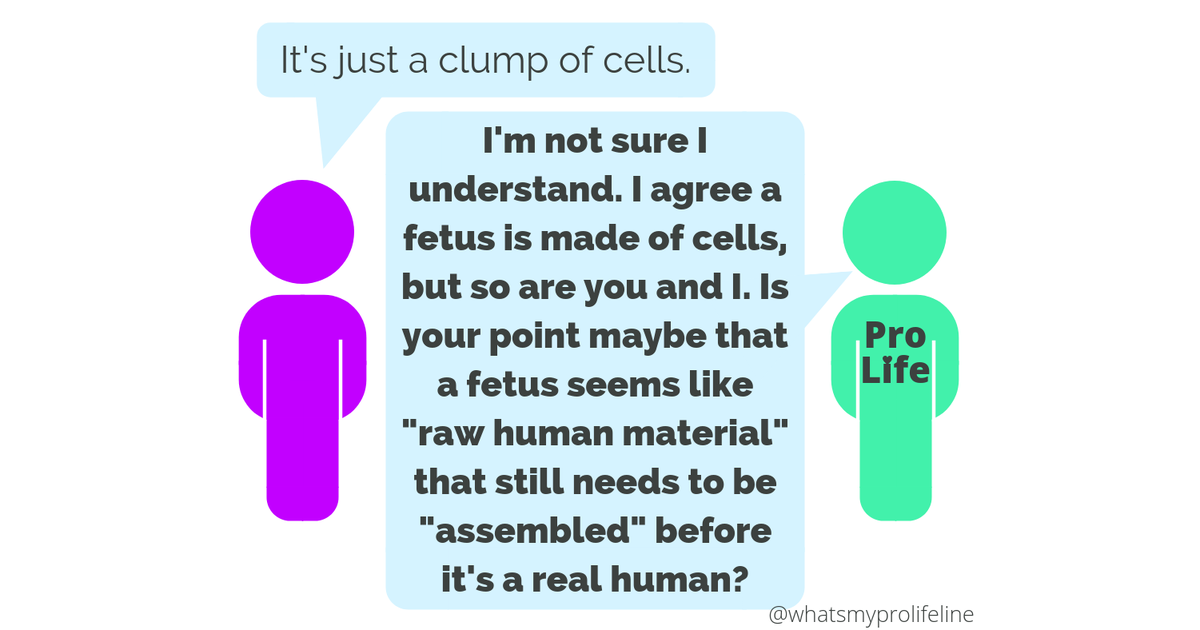 It's just a clump of cells.
I'm not sure I
understand. I agree a
fetus is made of cells,
but so are you and I. Is
your point maybe that
a fetus seems like
"raw human material"
that still needs to be
"assembled" before
it's a real human?
Pro
Life
@whatsmyprolifeline